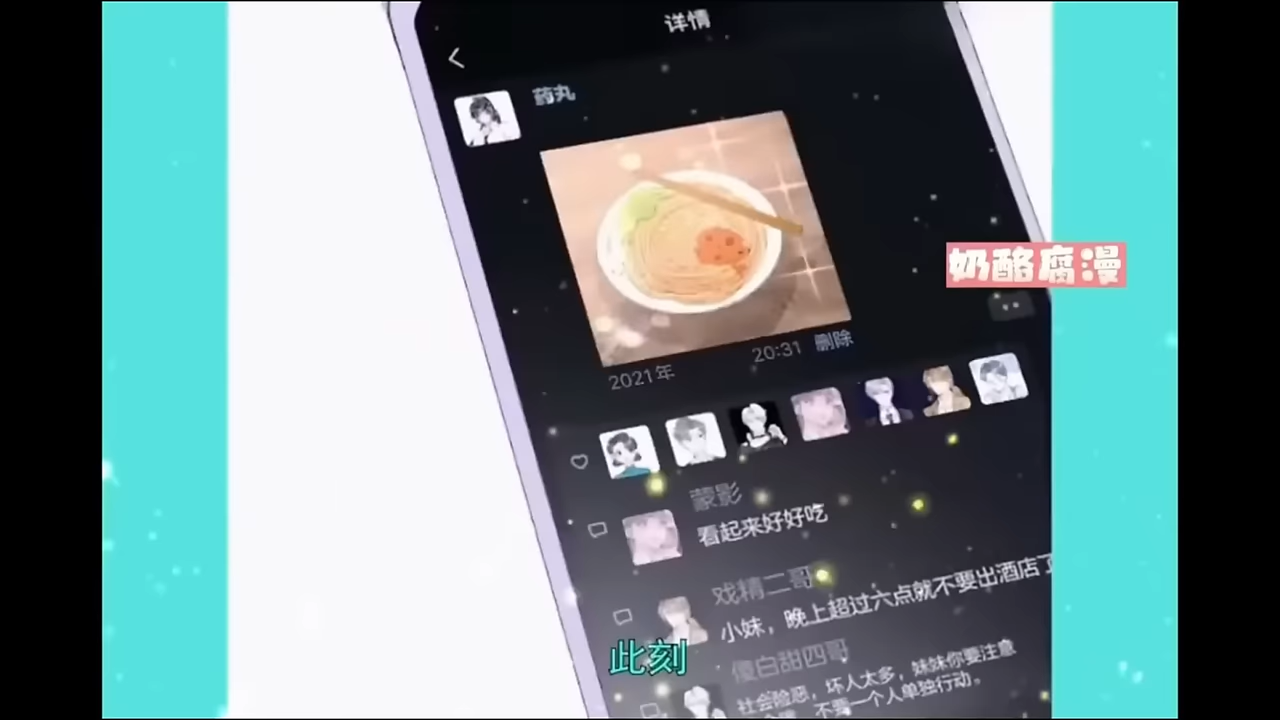 详情
药丸
奶酪腐漫
2021年 20:31 删除
蒙影
看起来好好吃
戏精二哥
小妹，晚上超过六点就不要出酒店了
此刻
傻白甜四哥
社会险恶，坏人太多，妹妹你要注意
不要一个人单独行动。